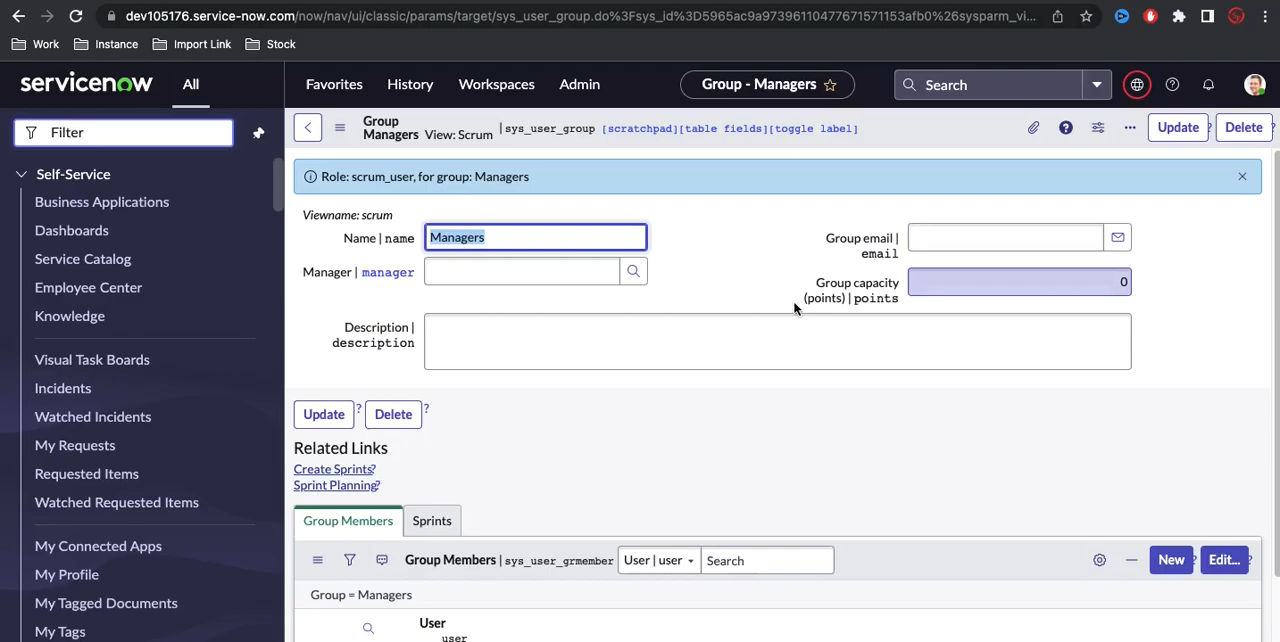 dev105176.service-now.com/now/nav/ui/classic/params/target/sys_user_group.do%3Fsys_id%3D5965ac9a97396110477671571153afb0%26sysparm_vi...
Work Instance Import Link Stock
servicenow All Favorites History Workspaces Admin Group - Managers Search
Filter
Group
Managers View: Scrum |sys_user_group [scratchpad][table fields][toggle label] Update ? Delete ?
Self-Service
Business Applications
Dashboards
Service Catalog
Employee Center
Knowledge
Visual Task Boards
Incidents
Watched Incidents
My Requests
Requested Items
Watched Requested Items
My Connected Apps
My Profile
My Tagged Documents
My Tags
Role: scrum_user, for group: Managers
Viewname: scrum
Name | name Managers
Manager | manager
Group email |
email
Group capacity
(points) | points 0
Description |
description
Update ? Delete ?
Related Links
Create Sprints?
Sprint Planning?
Group Members Sprints
Group Members | sys_user_grmember User | user Search New ? Edit... ?
Group = Managers
User
user